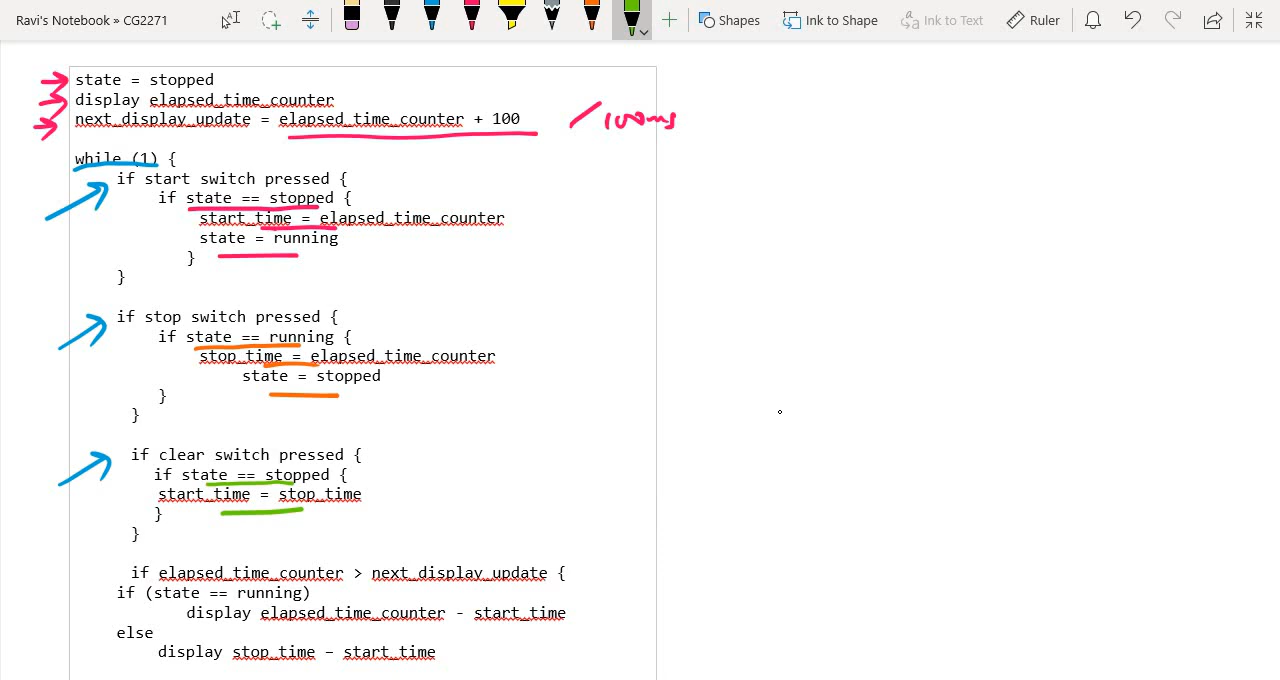 Ravi's Notebook » CG2271
Shapes
Ink to Shape
Ink to Text
Ruler
state = stopped
display elapsed_time_counter
next_display_update = elapsed_time_counter + 100
100ms
while (1) {
if start switch pressed {
if state == stopped {
start_time = elapsed_time_counter
state = running
}
}
if stop switch pressed {
if state == running {
stop_time = elapsed_time_counter
state = stopped
}
}
if clear switch pressed {
if state == stopped {
start_time = stop_time
}
}
if elapsed_time_counter > next_display_update {
if (state == running)
display elapsed_time_counter - start_time
else
display stop_time – start_time